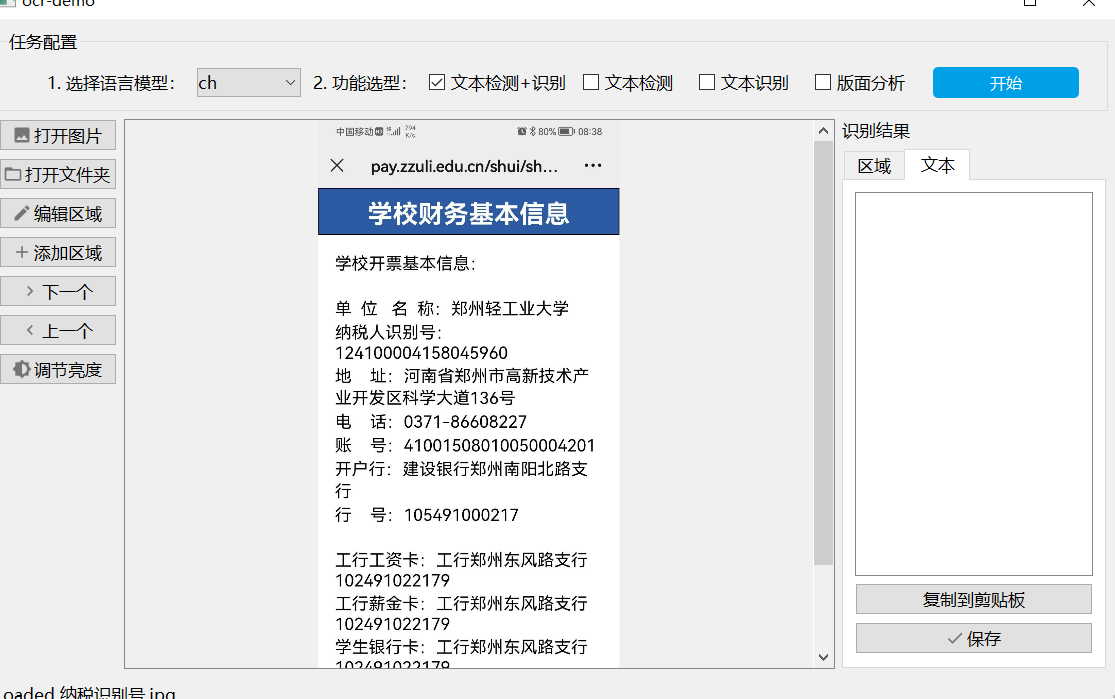 ocr-demo
任务配置
1. 选择语言模型： ch 2. 功能选型： 文本检测+识别 文本检测 文本识别 版面分析 开始
打开图片
打开文件夹
编辑区域
添加区域
下一个
上一个
调节亮度
中国移动 HD 294 K/s 80% 08:38
pay.zzuli.edu.cn/shui/sh...
学校财务基本信息
学校开票基本信息：
单 位 名 称： 郑州轻工业大学
纳税人识别号：
124100004158045960
地 址： 河南省郑州市高新技术产
业开发区科学大道136号
电 话： 0371-86608227
账 号： 41001508010050004201
开户行： 建设银行郑州南阳北路支
行
行 号： 105491000217
工行工资卡： 工行郑州东风路支行
102491022179
工行薪金卡： 工行郑州东风路支行
102491022179
学生银行卡： 工行郑州东风路支行
102491022179
识别结果
区域 文本
复制到剪贴板
保存
oaded 纳税识别号.jpg